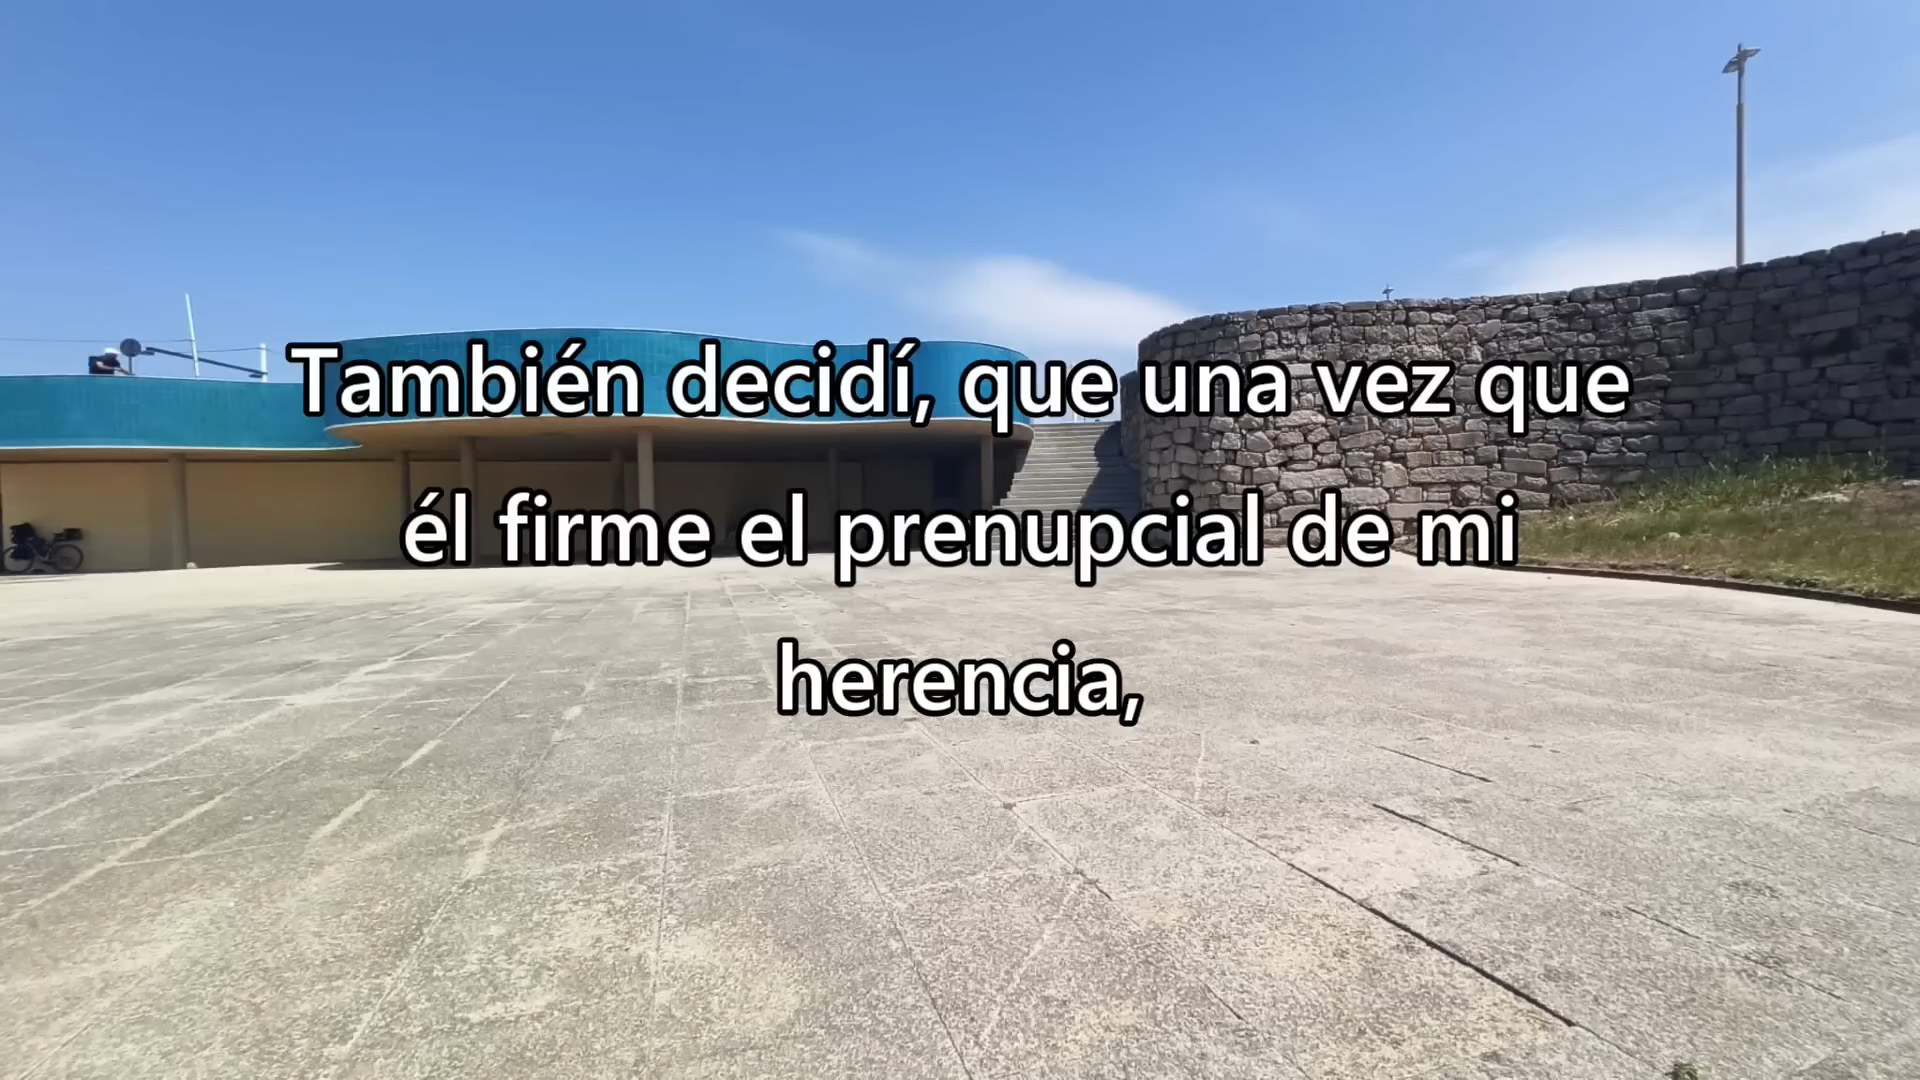 También decidí, que una vez que
él firme el prenupcial de mi
herencia,